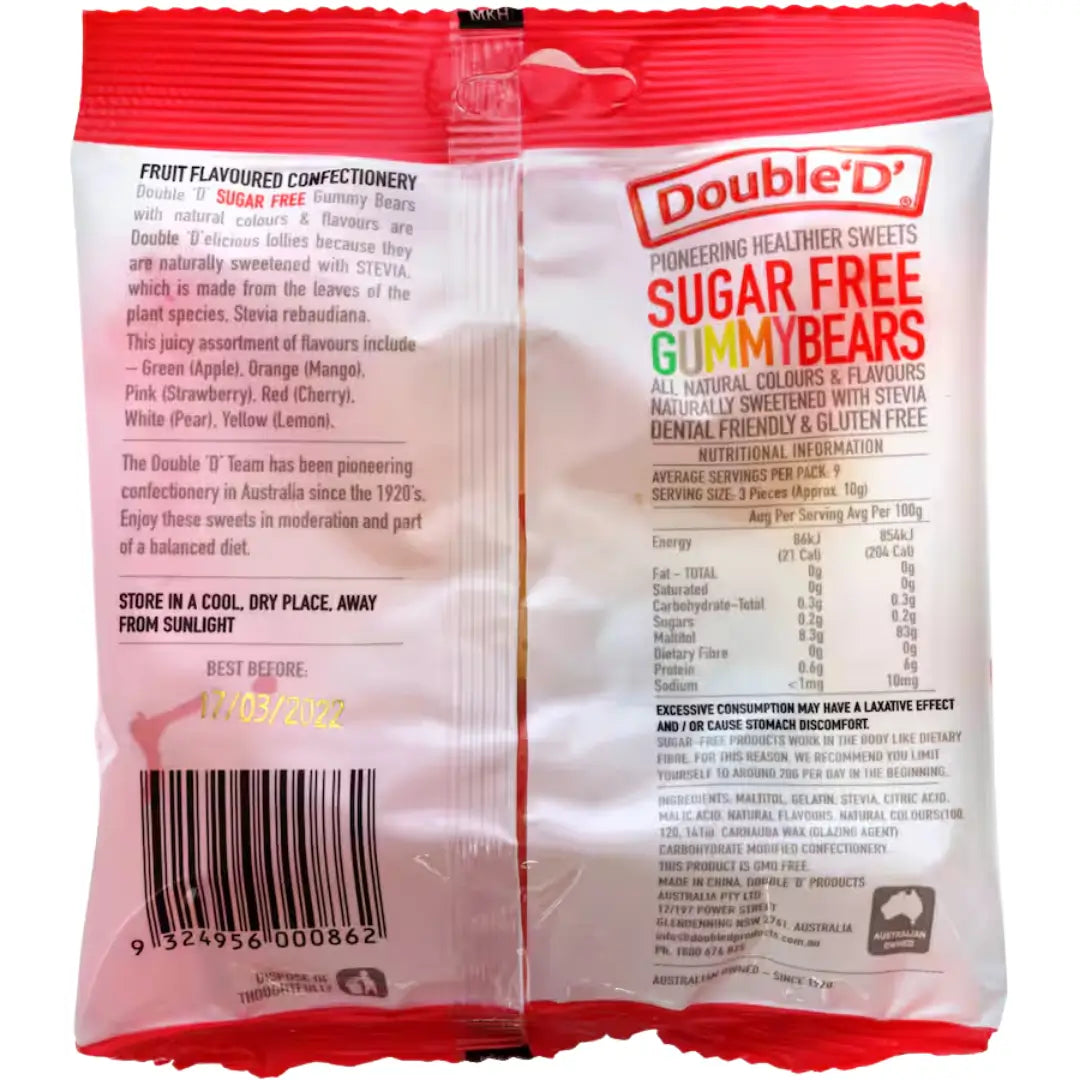 MKH
FRUIT FLAVOURED CONFECTIONERY
Double 'D' SUGAR FREE Gummy Bears
with natural colours & flavours are
Double 'D'elicious lollies because they
are naturally sweetened with STEVIA,
which is made from the leaves of the
plant species, Stevia rebaudiana.
This juicy assortment of flavours include
– Green (Apple), Orange (Mango),
Pink (Strawberry), Red (Cherry),
White (Pear), Yellow (Lemon).
The Double 'D' Team has been pioneering
confectionery in Australia since the 1920's.
Enjoy these sweets in moderation and part
of a balanced diet.
STORE IN A COOL, DRY PLACE, AWAY
FROM SUNLIGHT
BEST BEFORE:
17/03/2022
9 324956 000862
DISPOSE OF
THOUGHTFULLY
Double 'D'®
PIONEERING HEALTHIER SWEETS
SUGAR FREE
GUMMYBEARS
ALL NATURAL COLOURS & FLAVOURS
NATURALLY SWEETENED WITH STEVIA
DENTAL FRIENDLY & GLUTEN FREE
NUTRITIONAL INFORMATION
AVERAGE SERVINGS PER PACK: 9
SERVING SIZE: 3 Pieces (Approx. 10g)
Avg Per Serving Avg Per 100g
Energy 86kJ 854kJ
(21 Cal) (204 Cal)
Fat – TOTAL 0g 0g
Saturated 0g 0g
Carbohydrate-Total 0.3g 0.3g
Sugars 0.2g 0.2g
Maltitol 8.3g 83g
Dietary Fibre 0g 0g
Protein 0.6g 6g
Sodium <1mg 10mg
EXCESSIVE CONSUMPTION MAY HAVE A LAXATIVE EFFECT
AND / OR CAUSE STOMACH DISCOMFORT.
SUGAR-FREE PRODUCTS WORK IN THE BODY LIKE DIETARY
FIBRE. FOR THIS REASON, WE RECOMMEND YOU LIMIT
YOURSELF TO AROUND 20G PER DAY IN THE BEGINNING.
INGREDIENTS: MALTITOL, GELATIN, STEVIA, CITRIC ACID,
MALIC ACID, NATURAL FLAVOURS, NATURAL COLOURS(100,
120, 141ii), CARNAUBA WAX (GLAZING AGENT)
CARBOHYDRATE MODIFIED CONFECTIONERY
THIS PRODUCT IS GMO FREE.
MADE IN CHINA, DOUBLE 'D' PRODUCTS
AUSTRALIA PTY LTD
12/197 POWER STREET
GLENDENNING NSW 2761, AUSTRALIA
info@doubledproducts.com.au
Ph. 1800 674
AUSTRALIAN OWNED – SINCE 1920
AUSTRALIAN
OWNED
MKH